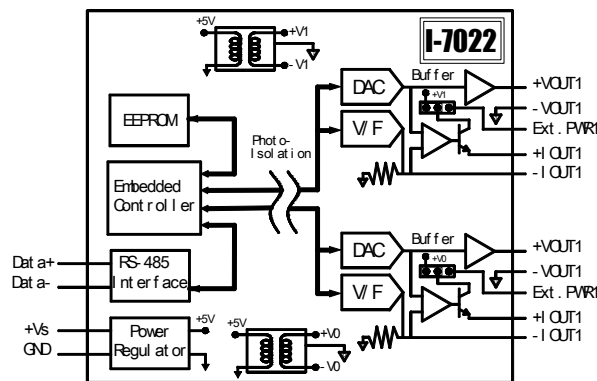 I-7022
+5V
+V1
-V1
EEPROM
Photo-
Isolation
Embedded
Controller
DAC
Buffer
+V1
V/F
+VOUT1
-VOUT1
Ext.PWR1
+IOUT1
-IOUT1
Data+
Data-
RS-485
Interface
DAC
Buffer
+V0
V/F
+VOUT1
-VOUT1
Ext.PWR1
+IOUT1
-IOUT1
+Vs
GND
Power
Regulator
+5V
+5V
+V0
-V0